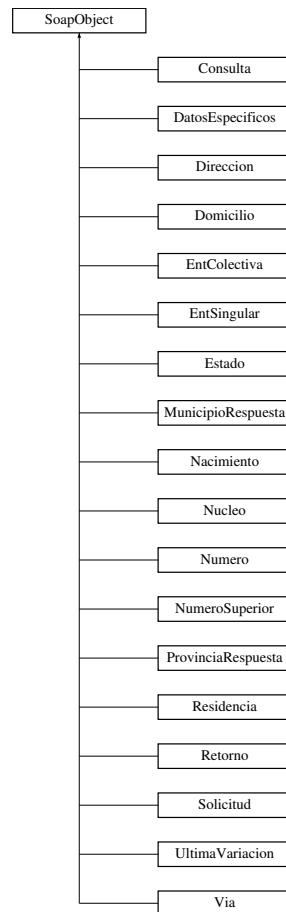 SoapObject
Consulta
DatosEspecificos
Direccion
Domicilio
EntColectiva
EntSingular
Estado
MunicipioRespuesta
Nacimiento
Nucleo
Numero
NumeroSuperior
ProvinciaRespuesta
Residencia
Retorno
Solicitud
UltimaVariacion
Via